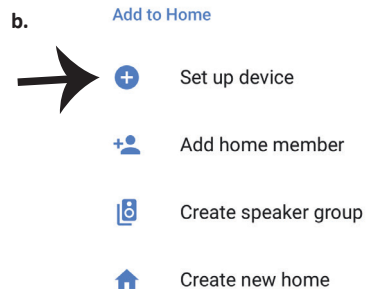 b.
Add to Home
Set up device
Add home member
Create speaker group
Create new home